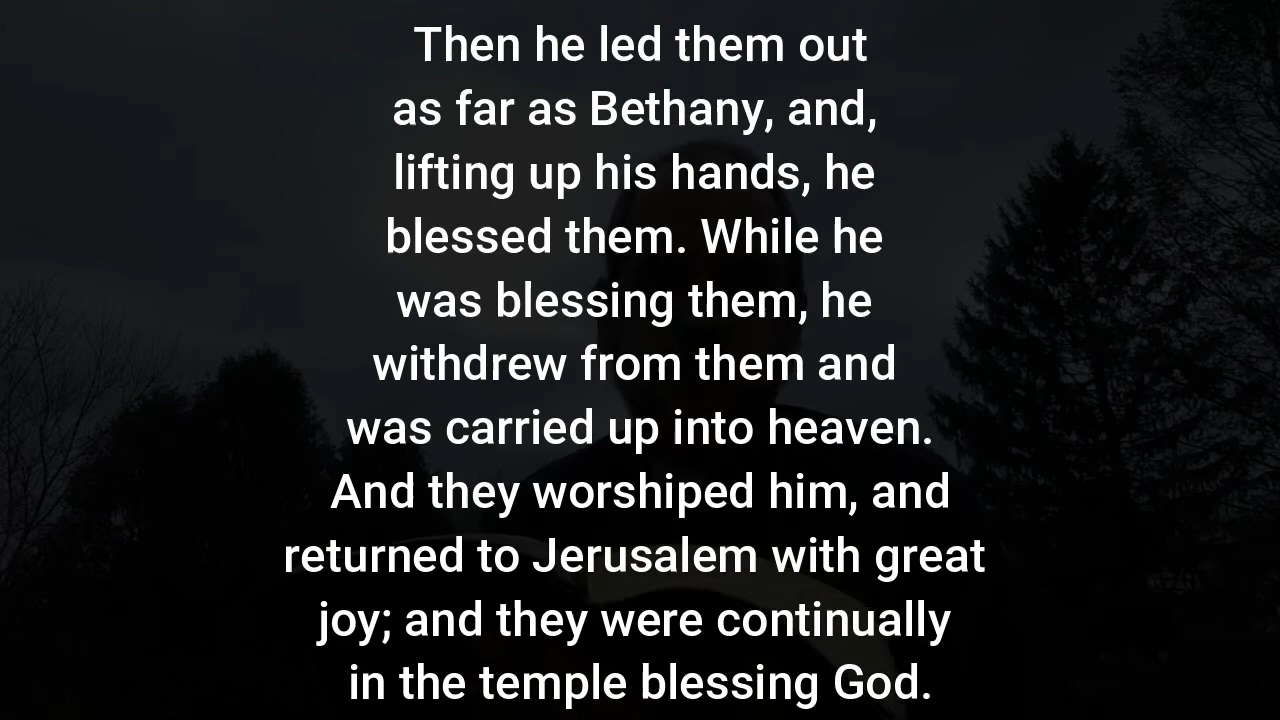 Then he led them out
as far as Bethany, and,
lifting up his hands, he
blessed them. While he
was blessing them, he
withdrew from them and
was carried up into heaven.
And they worshiped him, and
returned to Jerusalem with great
joy; and they were continually
in the temple blessing God.